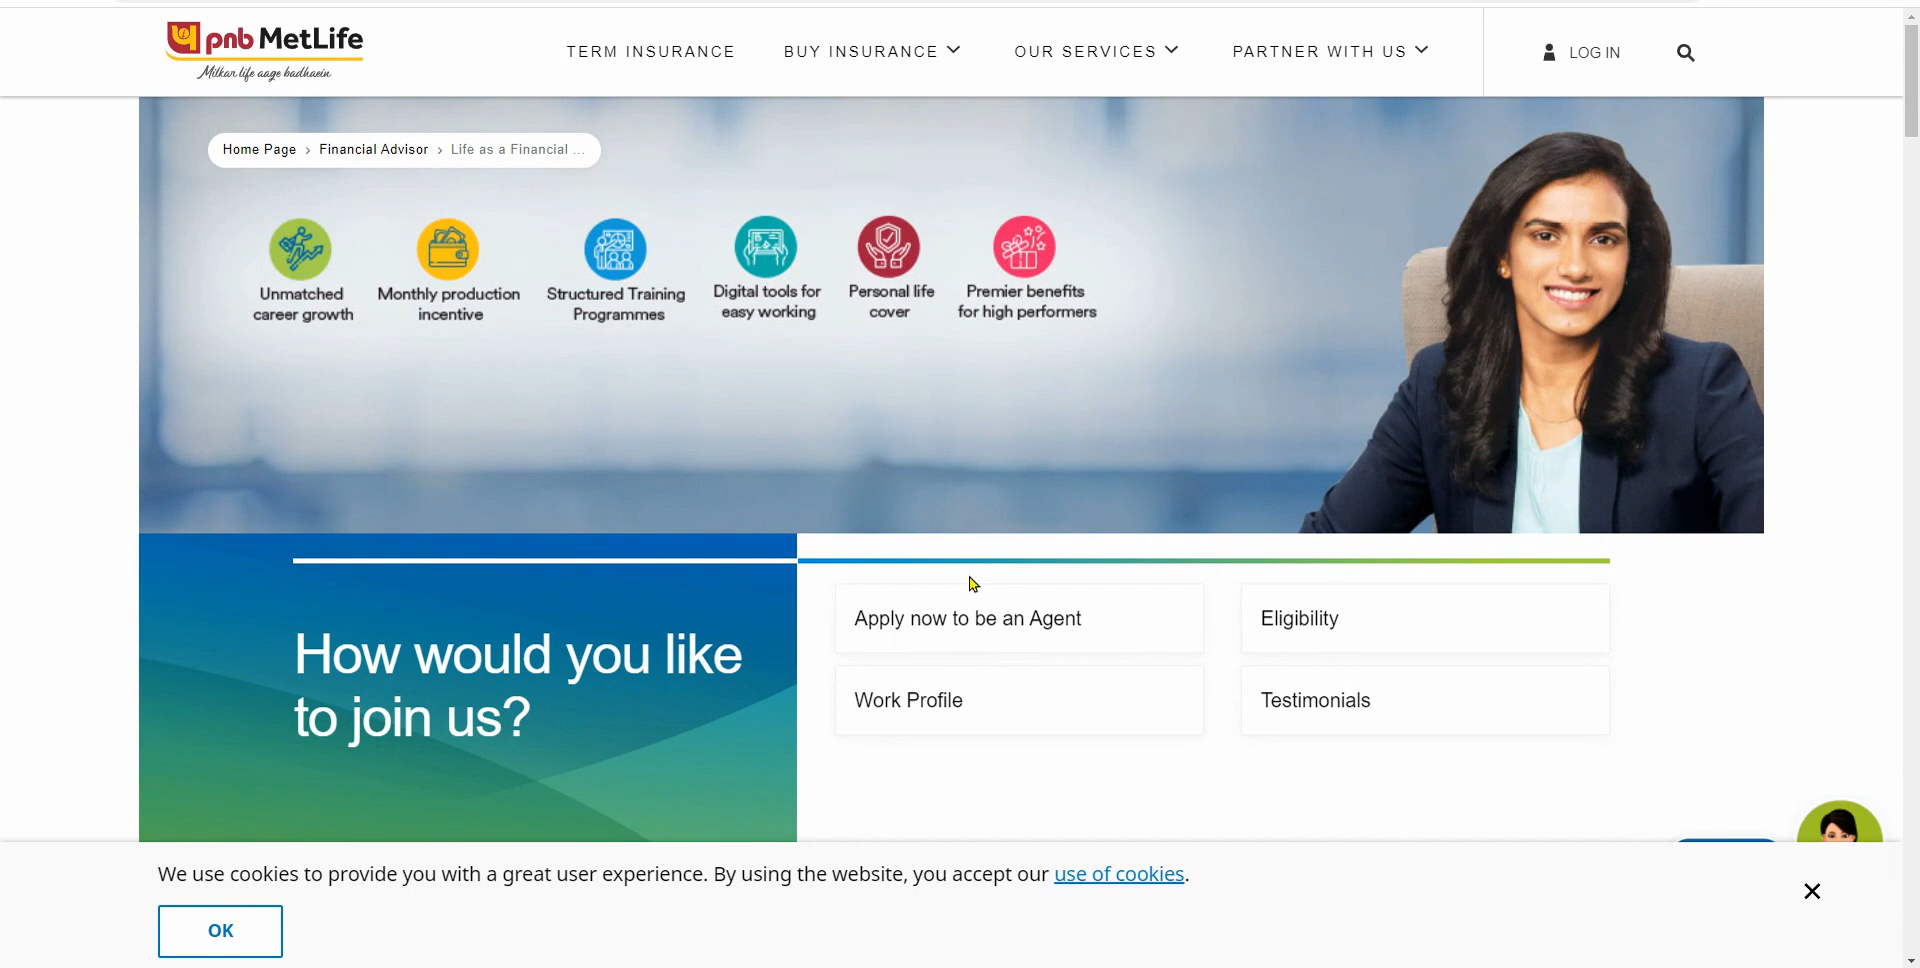 pnb MetLife
Milkar life aage badhaein
TERM INSURANCE
BUY INSURANCE
OUR SERVICES
PARTNER WITH US
LOG IN
Home Page > Financial Advisor > Life as a Financial ...
Unmatched
career growth
Monthly production
incentive
Structured Training
Programmes
Digital tools for
easy working
Personal life
cover
Premier benefits
for high performers
How would you like
to join us?
Apply now to be an Agent
Eligibility
Work Profile
Testimonials
We use cookies to provide you with a great user experience. By using the website, you accept our use of cookies.
OK